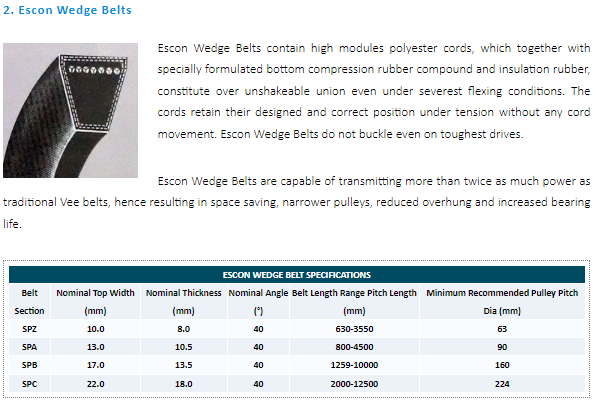 2. Escon Wedge Belts
Escon Wedge Belts contain high modules polyester cords, which together with
specially formulated bottom compression rubber compound and insulation rubber,
constitute over unshakeable union even under severest flexing conditions. The
cords retain their designed and correct position under tension without any cord
movement. Escon Wedge Belts do not buckle even on toughest drives.
Escon Wedge Belts are capable of transmitting more than twice as much power as
traditional Vee belts, hence resulting in space saving, narrower pulleys, reduced overhung and increased bearing
life.
ESCON WEDGE BELT SPECIFICATIONS
Belt Nominal Top Width Nominal Thickness Nominal Angle Belt Length Range Pitch Length Minimum Recommended Pulley Pitch
Section (mm) (mm) (°) (mm) Dia (mm)
SPZ 10.0 8.0 40 630-3550 63
SPA 13.0 10.5 40 800-4500 90
SPB 17.0 13.5 40 1259-10000 160
SPC 22.0 18.0 40 2000-12500 224